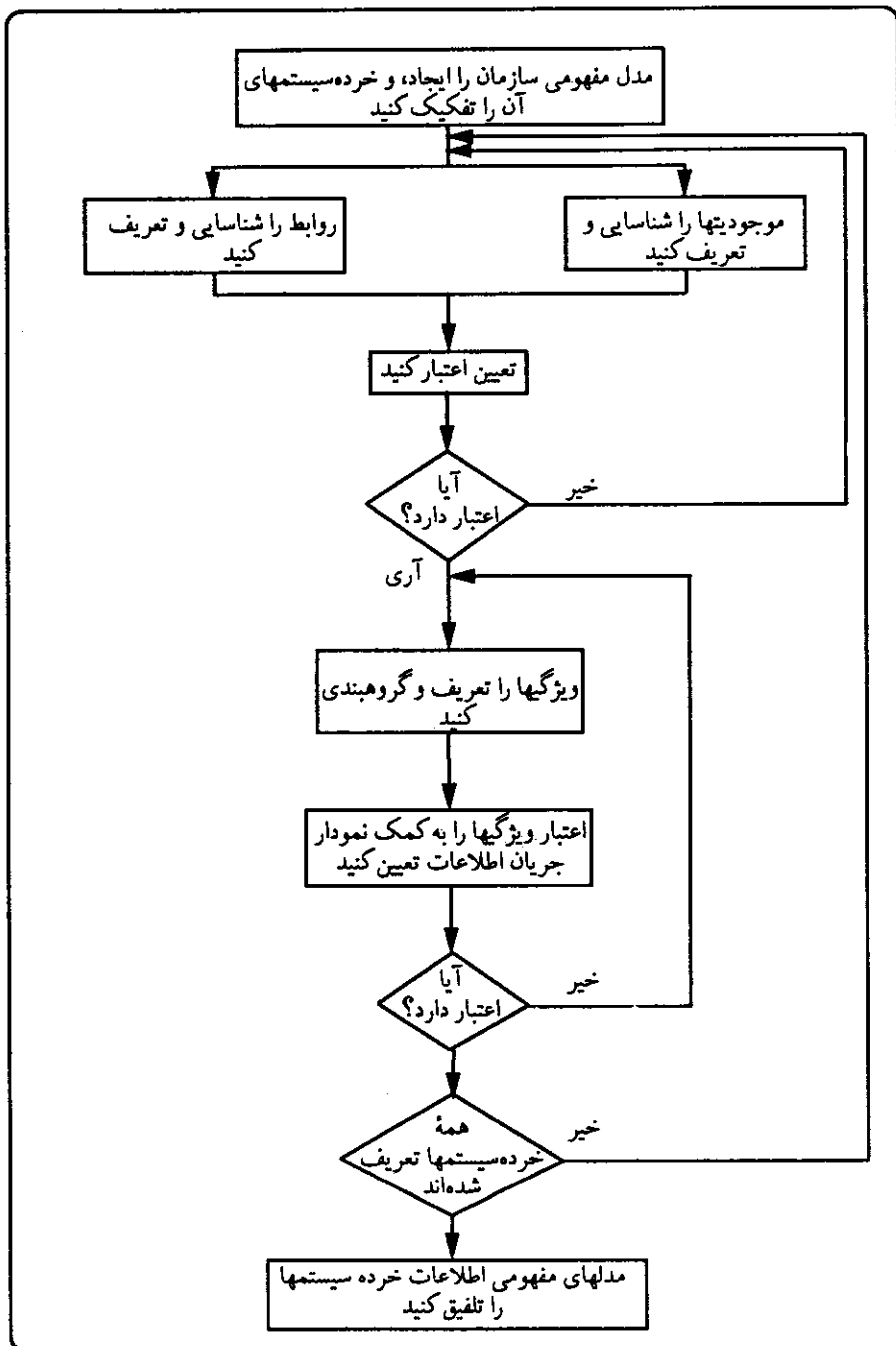 مدل مفهومی سازمان را ایجاد، و خرده‌سیستمهای
آن را تفکیک کنید
موجودیتها را شناسایی و
تعریف کنید
روابط را شناسایی و تعریف
کنید
تعیین اعتبار کنید
آیا
اعتبار دارد؟
خیر
آری
ویژگیها را تعریف و گروهبندی
کنید
اعتبار ویژگیها را به کمک نمودار
جریان اطلاعات تعیین کنید
آیا
اعتبار دارد؟
خیر
همهٔ
خرده‌سیستمها تعریف
شده‌اند
خیر
مدلهای مفهومی اطلاعات خرده سیستمها
را تلفیق کنید